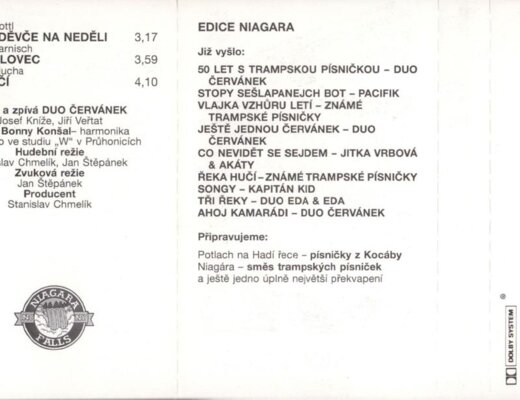 ottl
DĚVČE NA NEDĚLI 3,17
arnisch
LOVEC 3,59
ucha
ČÍ 4,10
a zpívá DUO ČERVÁNEK
Josef Kníže, Jiří Veřtat
Bonny Konšal– harmonika
o ve studiu „W“ v Průhonicích
Hudební režie
slav Chmelík, Jan Štěpánek
Zvuková režie
Jan Štěpánek
Producent
Stanislav Chmelík
NIAGARA
FALLS
EDICE NIAGARA
Již vyšlo:
50 LET S TRAMPSKOU PÍSNIČKOU – DUO
ČERVÁNEK
STOPY SEŠLAPANEJCH BOT – PACIFIK
VLAJKA VZHŮRU LETÍ – ZNÁMÉ
TRAMPSKÉ PÍSNIČKY
JEŠTĚ JEDNOU ČERVÁNEK – DUO
ČERVÁNEK
CO NEVIDĚT SE SEJDEM – JITKA VRBOVÁ
& AKÁTY
ŘEKA HUČÍ – ZNÁMÉ TRAMPSKÉ PÍSNIČKY
SONGY – KAPITÁN KID
TŘI ŘEKY – DUO EDA & EDA
AHOJ KAMARÁDI – DUO ČERVÁNEK
Připravujeme:
Potlach na Hadí řece – písničky z Kocáby
Niagára – směs trampských písniček
a ještě jedno úplně největší překvapení
DOLBY SYSTEM ®